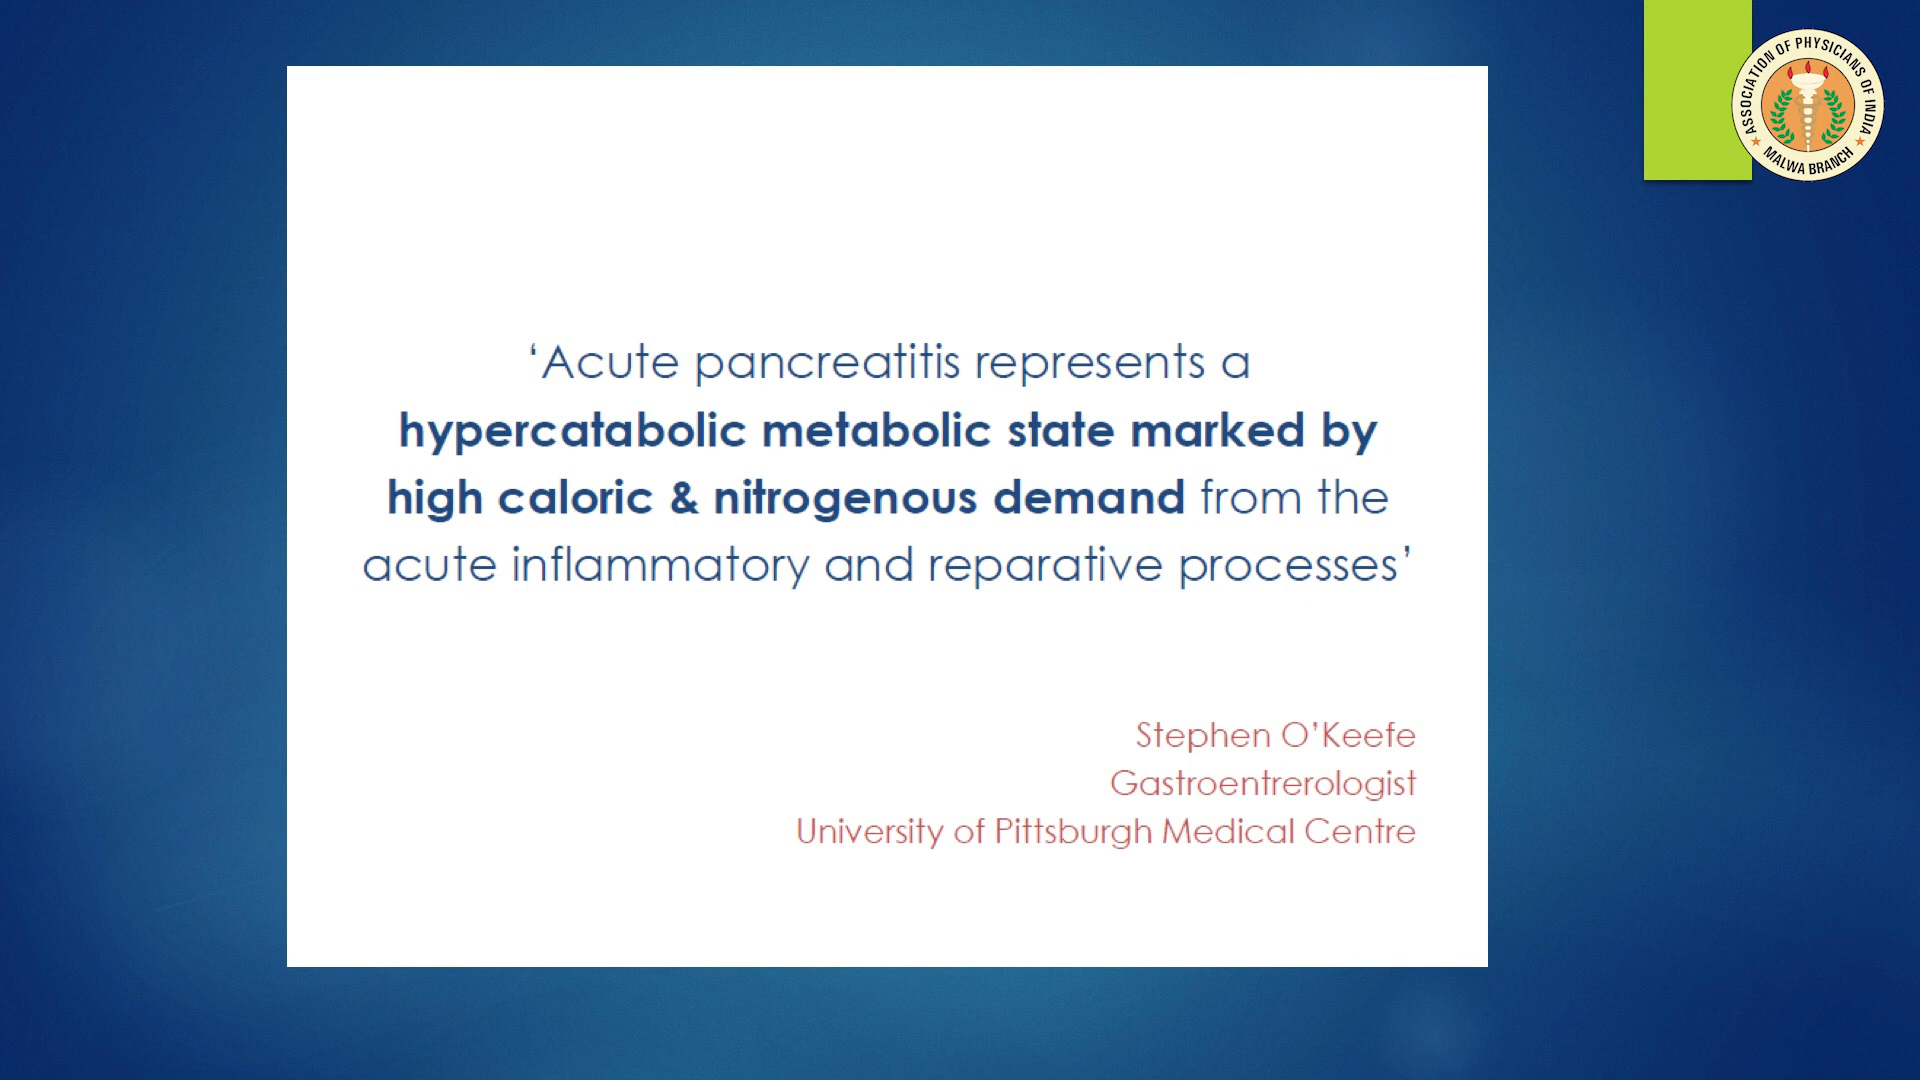 ASSOCIATION OF PHYSICIANS OF INDIA
MALWA BRANCH
‘Acute pancreatitis represents a
hypercatabolic metabolic state marked by
high caloric & nitrogenous demand from the
acute inflammatory and reparative processes’
Stephen O’Keefe
Gastroentrerologist
University of Pittsburgh Medical Centre